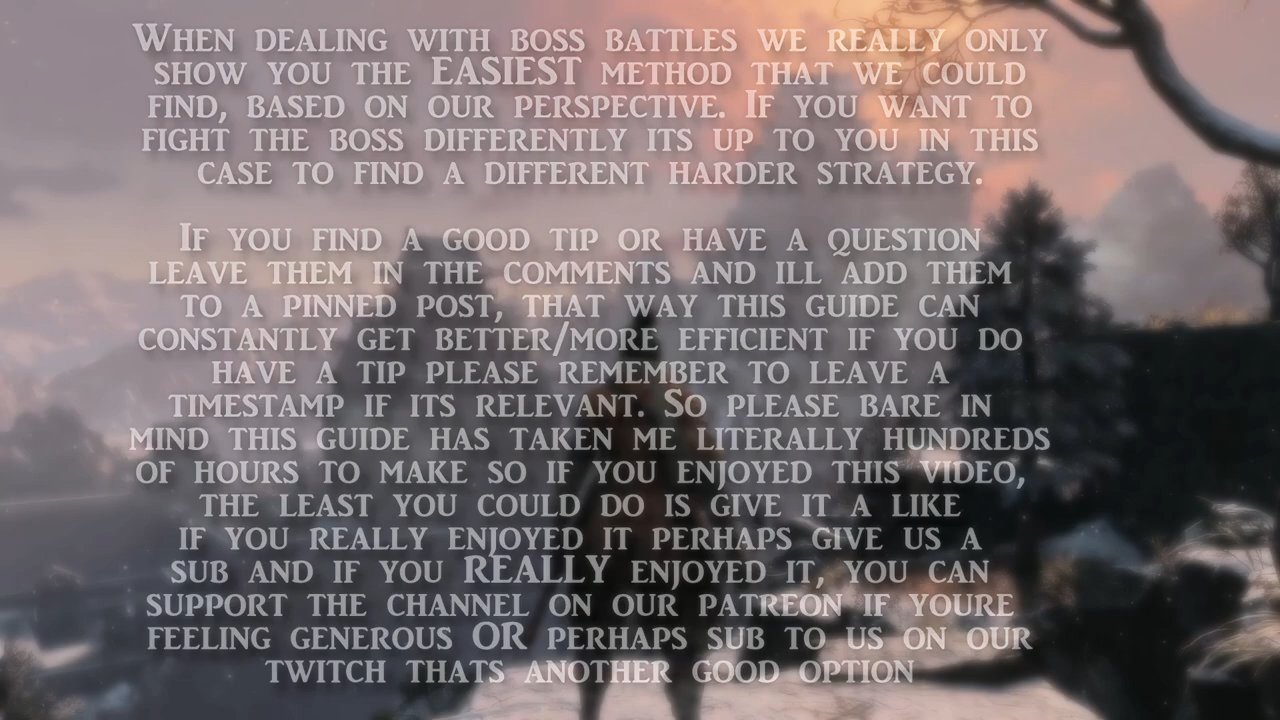 When dealing with boss battles we really only
show you the EASIEST method that we could
find, based on our perspective. If you want to
fight the boss differently its up to you in this
case to find a different harder strategy.
If you find a good tip or have a question
leave them in the comments and ill add them
to a pinned post, that way this guide can
constantly get better/more efficient if you do
have a tip please remember to leave a
timestamp if its relevant. So please bare in
mind this guide has taken me literally hundreds
of hours to make so if you enjoyed this video,
the least you could do is give it a like
if you really enjoyed it perhaps give us a
sub and if you REALLY enjoyed it, you can
support the channel on our patreon if youre
feeling generous OR perhaps sub to us on our
twitch thats another good option